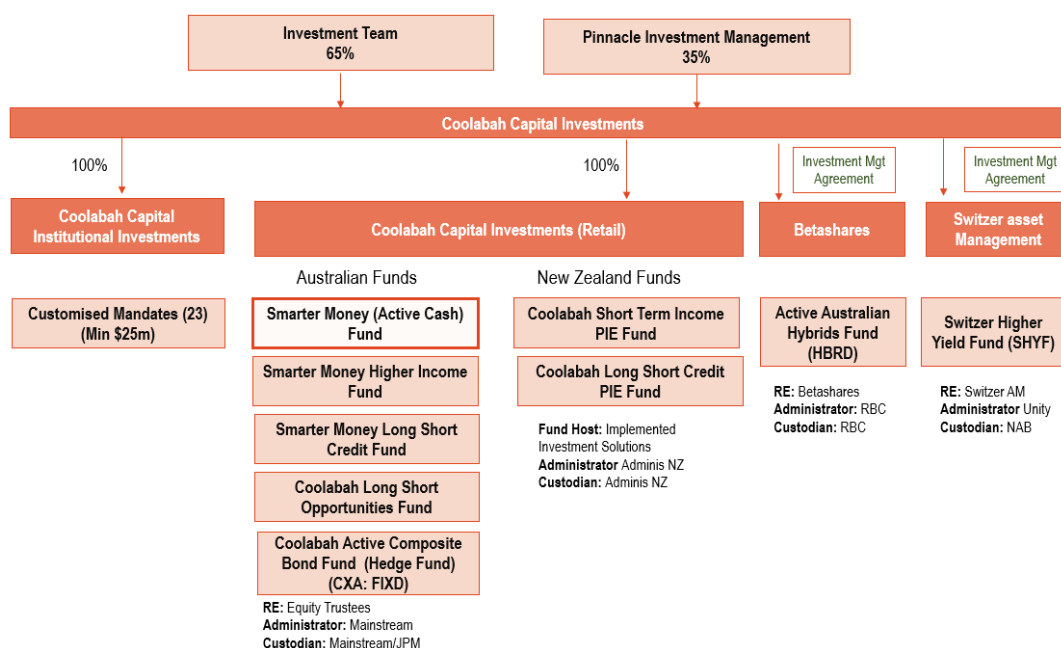 Investment Team
65%
Pinnacle Investment Management
35%
Coolabah Capital Investments
100%
100%
Investment Mgt
Agreement
Investment Mgt
Agreement
Coolabah Capital
Institutional Investments
Coolabah Capital Investments (Retail)
Betashares
Switzer asset
Management
Australian Funds
New Zealand Funds
Customised Mandates (23)
(Min $25m)
Smarter Money (Active Cash)
Fund
Smarter Money Higher Income
Fund
Smarter Money Long Short
Credit Fund
Coolabah Long Short
Opportunities Fund
Coolabah Active Composite
Bond Fund (Hedge Fund)
(CXA: FIXD)
RE: Equity Trustees
Administrator: Mainstream
Custodian: Mainstream/JPM
Coolabah Short Term Income
PIE Fund
Coolabah Long Short Credit
PIE Fund
Fund Host: Implemented
Investment Solutions
Administrator Adminis NZ
Custodian: Adminis NZ
Active Australian
Hybrids Fund
(HBRD)
RE: Betashares
Administrator: RBC
Custodian: RBC
Switzer Higher
Yield Fund (SHYF)
RE: Switzer AM
Administrator Unity
Custodian: NAB